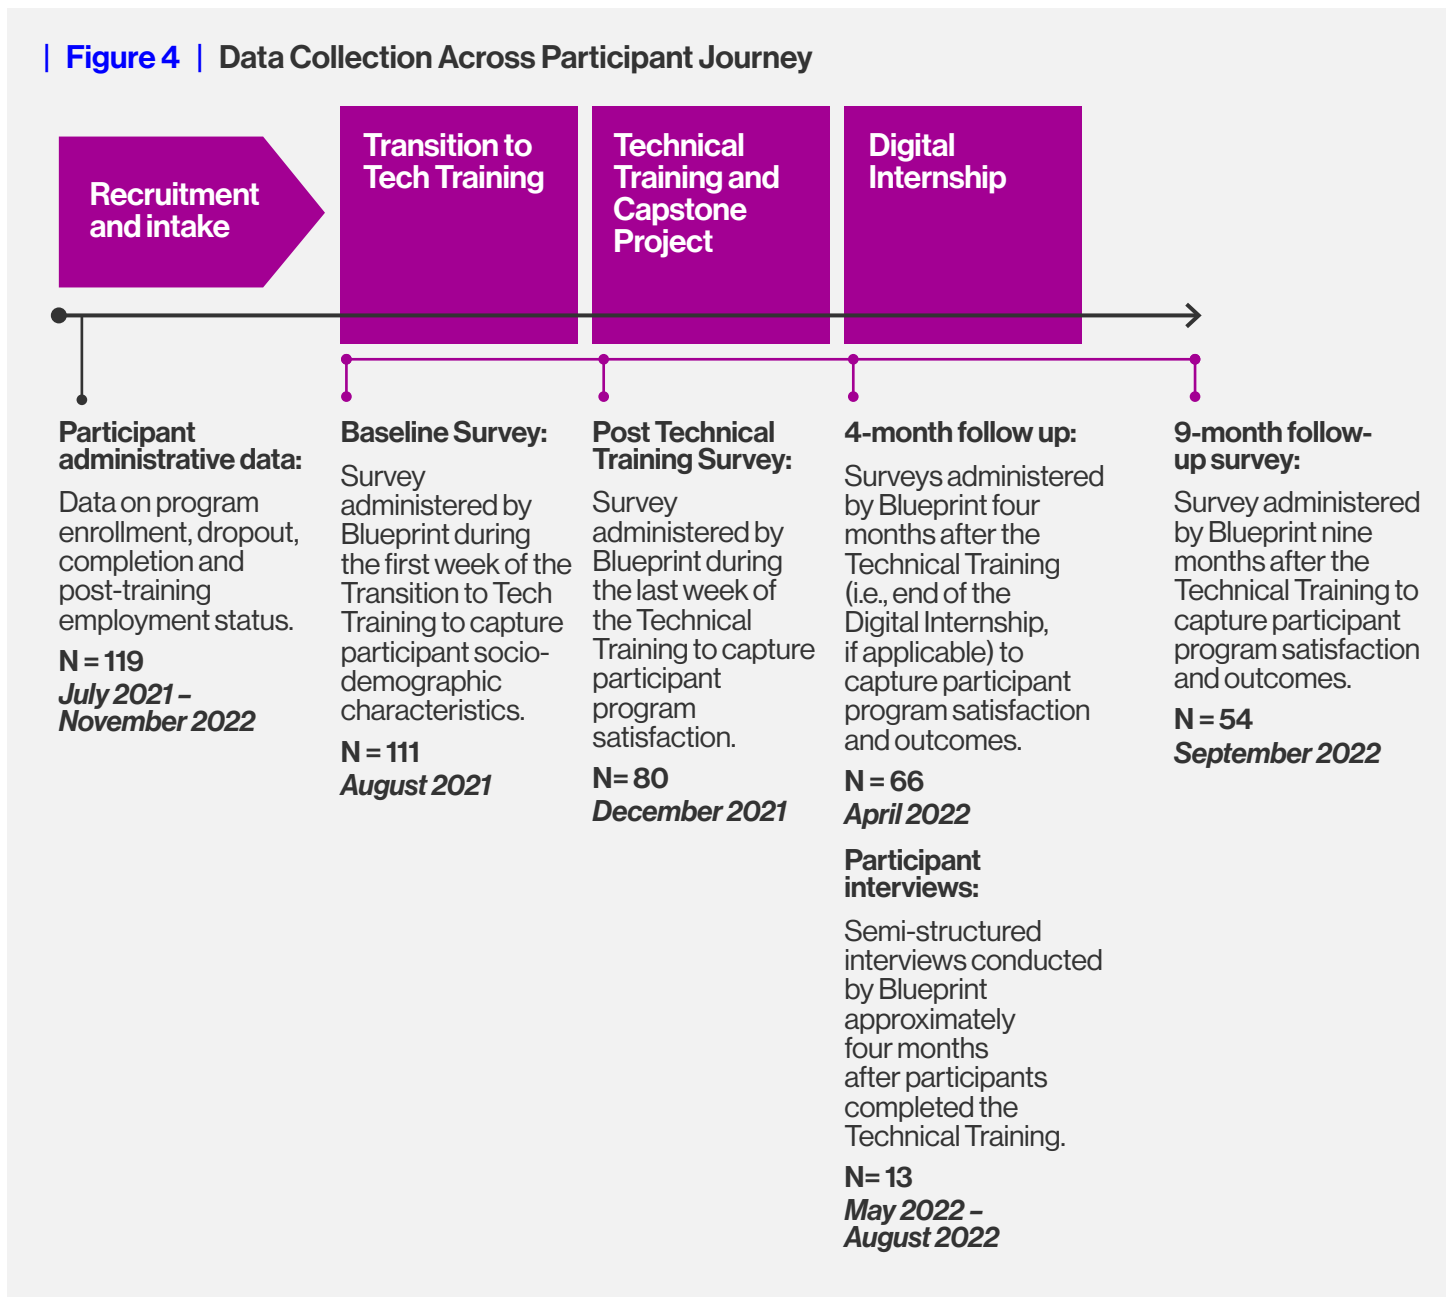 | Figure 4 | Data Collection Across Participant Journey
Recruitment
and intake
Transition to
Tech Training
Technical
Training and
Capstone
Project
Digital
Internship
Participant
administrative data:
Data on program
enrollment, dropout,
completion and
post-training
employment status.
N = 119
July 2021 –
November 2022
Baseline Survey:
Survey
administered by
Blueprint during
the first week of the
Transition to Tech
Training to capture
participant socio-
demographic
characteristics.
N = 111
August 2021
Post Technical
Training Survey:
Survey
administered by
Blueprint during
the last week of
the Technical
Training to capture
participant
program
satisfaction.
N= 80
December 2021
4-month follow up:
Surveys administered
by Blueprint four
months after the
Technical Training
(i.e., end of the
Digital Internship,
if applicable) to
capture participant
program satisfaction
and outcomes.
N = 66
April 2022
Participant
interviews:
Semi-structured
interviews conducted
by Blueprint
approximately
four months
after participants
completed the
Technical Training.
N= 13
May 2022 –
August 2022
9-month follow-
up survey:
Survey administered
by Blueprint nine
months after the
Technical Training to
capture participant
program satisfaction
and outcomes.
N = 54
September 2022